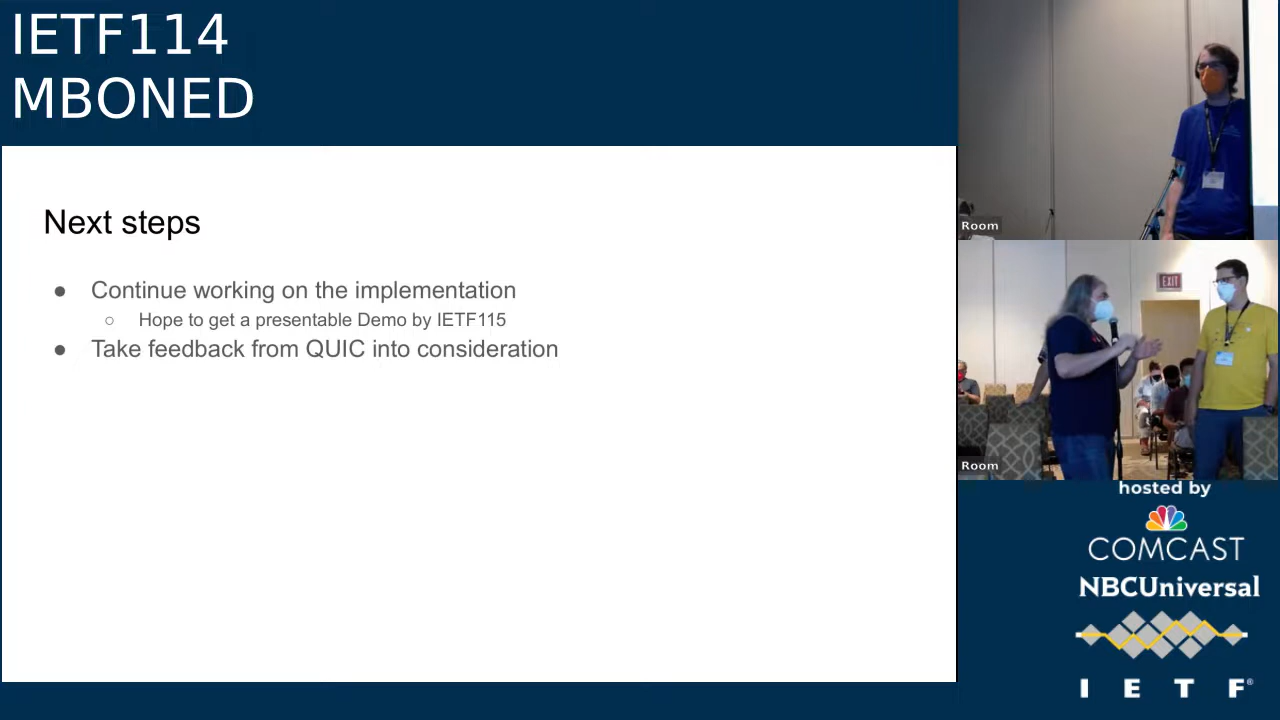 IETF114
MBONED
Next steps
● Continue working on the implementation
○ Hope to get a presentable Demo by IETF115
● Take feedback from QUIC into consideration
Room
EXIT
Room
hosted by
COMCAST
NBCUniversal
I E T F®